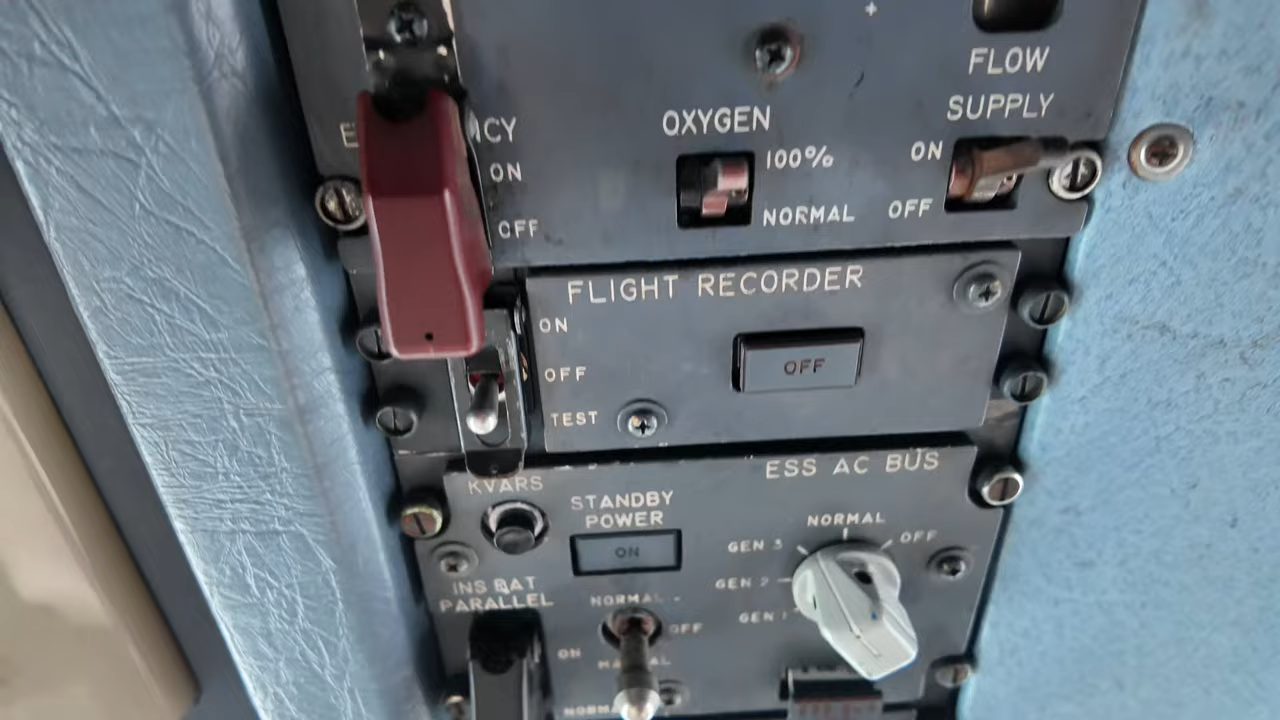 FLOW
SUPPLY
OXYGEN
ON
100%
ON
OFF
NORMAL
OFF
FLIGHT RECORDER
ON
OFF
TEST
OFF
ESS AC BUS
KVARS
STANDBY
POWER
ON
NORMAL
GEN 3
OFF
GEN 2
GEN 1
INS BAT
PARALLEL
NORMAL
OFF
ON